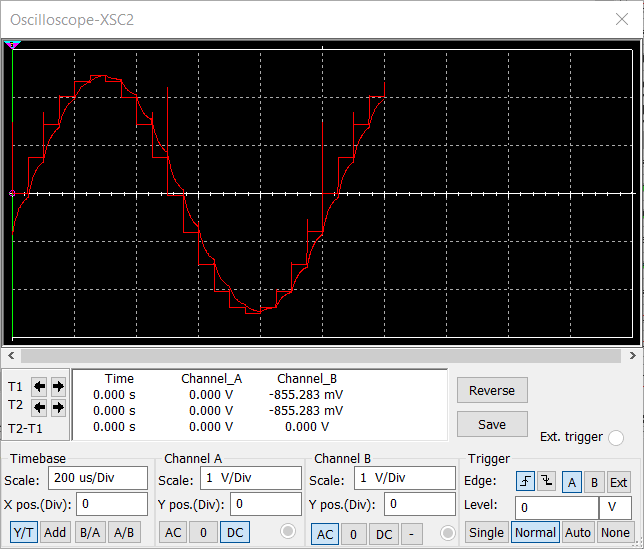 Oscilloscope-XSC2
T1
T2
T2-T1
Time Channel_A Channel_B
0.000 s 0.000 V -855.283 mV
0.000 s 0.000 V -855.283 mV
0.000 s 0.000 V 0.000 V
Reverse
Save
Ext. trigger
Timebase
Scale: 200 us/Div
X pos.(Div): 0
Y/T Add B/A A/B
Channel A
Scale: 1 V/Div
Y pos.(Div): 0
AC 0 DC
Channel B
Scale: 1 V/Div
Y pos.(Div): 0
AC 0 DC -
Trigger
Edge: A B Ext
Level: 0 V
Single Normal Auto None